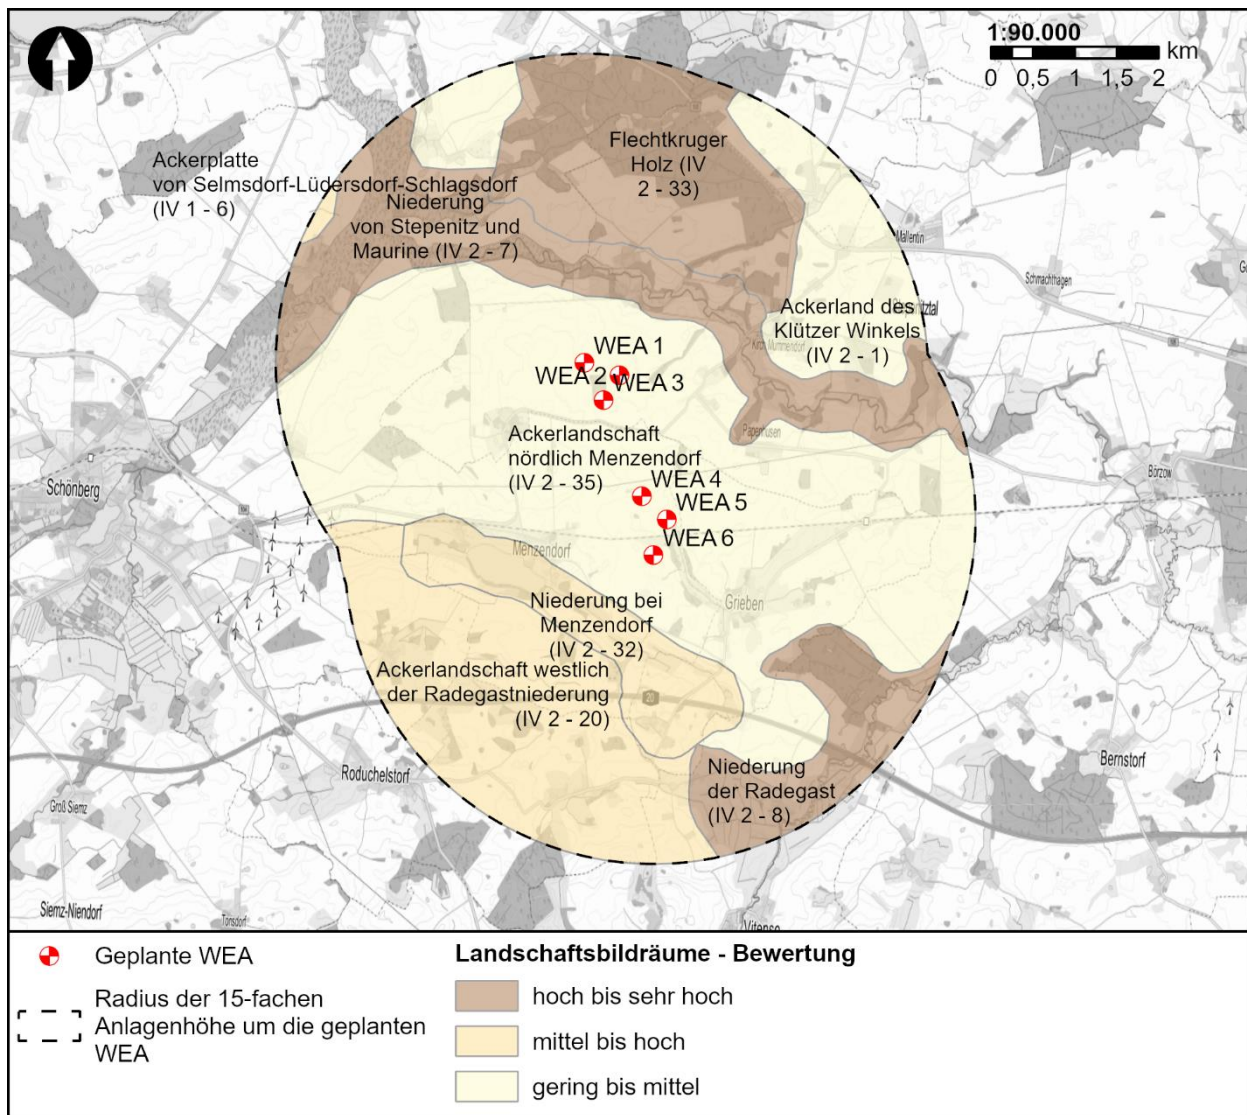 1:90.000
km
0 0,5 1 1,5 2
Flechtkruger
Holz (IV
2 - 33)
Ackerplatte
von Selmsdorf-Lüdersdorf-Schlagsdorf
(IV 1 - 6)
Niederung
von Stepenitz und
Maurine (IV 2 - 7)
Mallentin
Schmachthagen
Ackerland des
Klützer Winkels
(IV 2 - 1)
Kirch Mummendorf
WEA 1
WEA 2
WEA 3
Papenhusen
Ackerlandschaft
nördlich Menzendorf
(IV 2 - 35)
WEA 4
WEA 5
WEA 6
Schönberg
Börzow
Menzendorf
Grieben
Niederung bei
Menzendorf
(IV 2 - 32)
Ackerlandschaft westlich
der Radegastniederung
(IV 2 - 20)
Niederung
der Radegast
(IV 2 - 8)
Roduchelstorf
Bernstorf
Groß Siemz
Siemz-Niendorf
Torisdorf
Vitense
Geplante WEA
Radius der 15-fachen
Anlagenhöhe um die geplanten
WEA
Landschaftsbildräume - Bewertung
hoch bis sehr hoch
mittel bis hoch
gering bis mittel